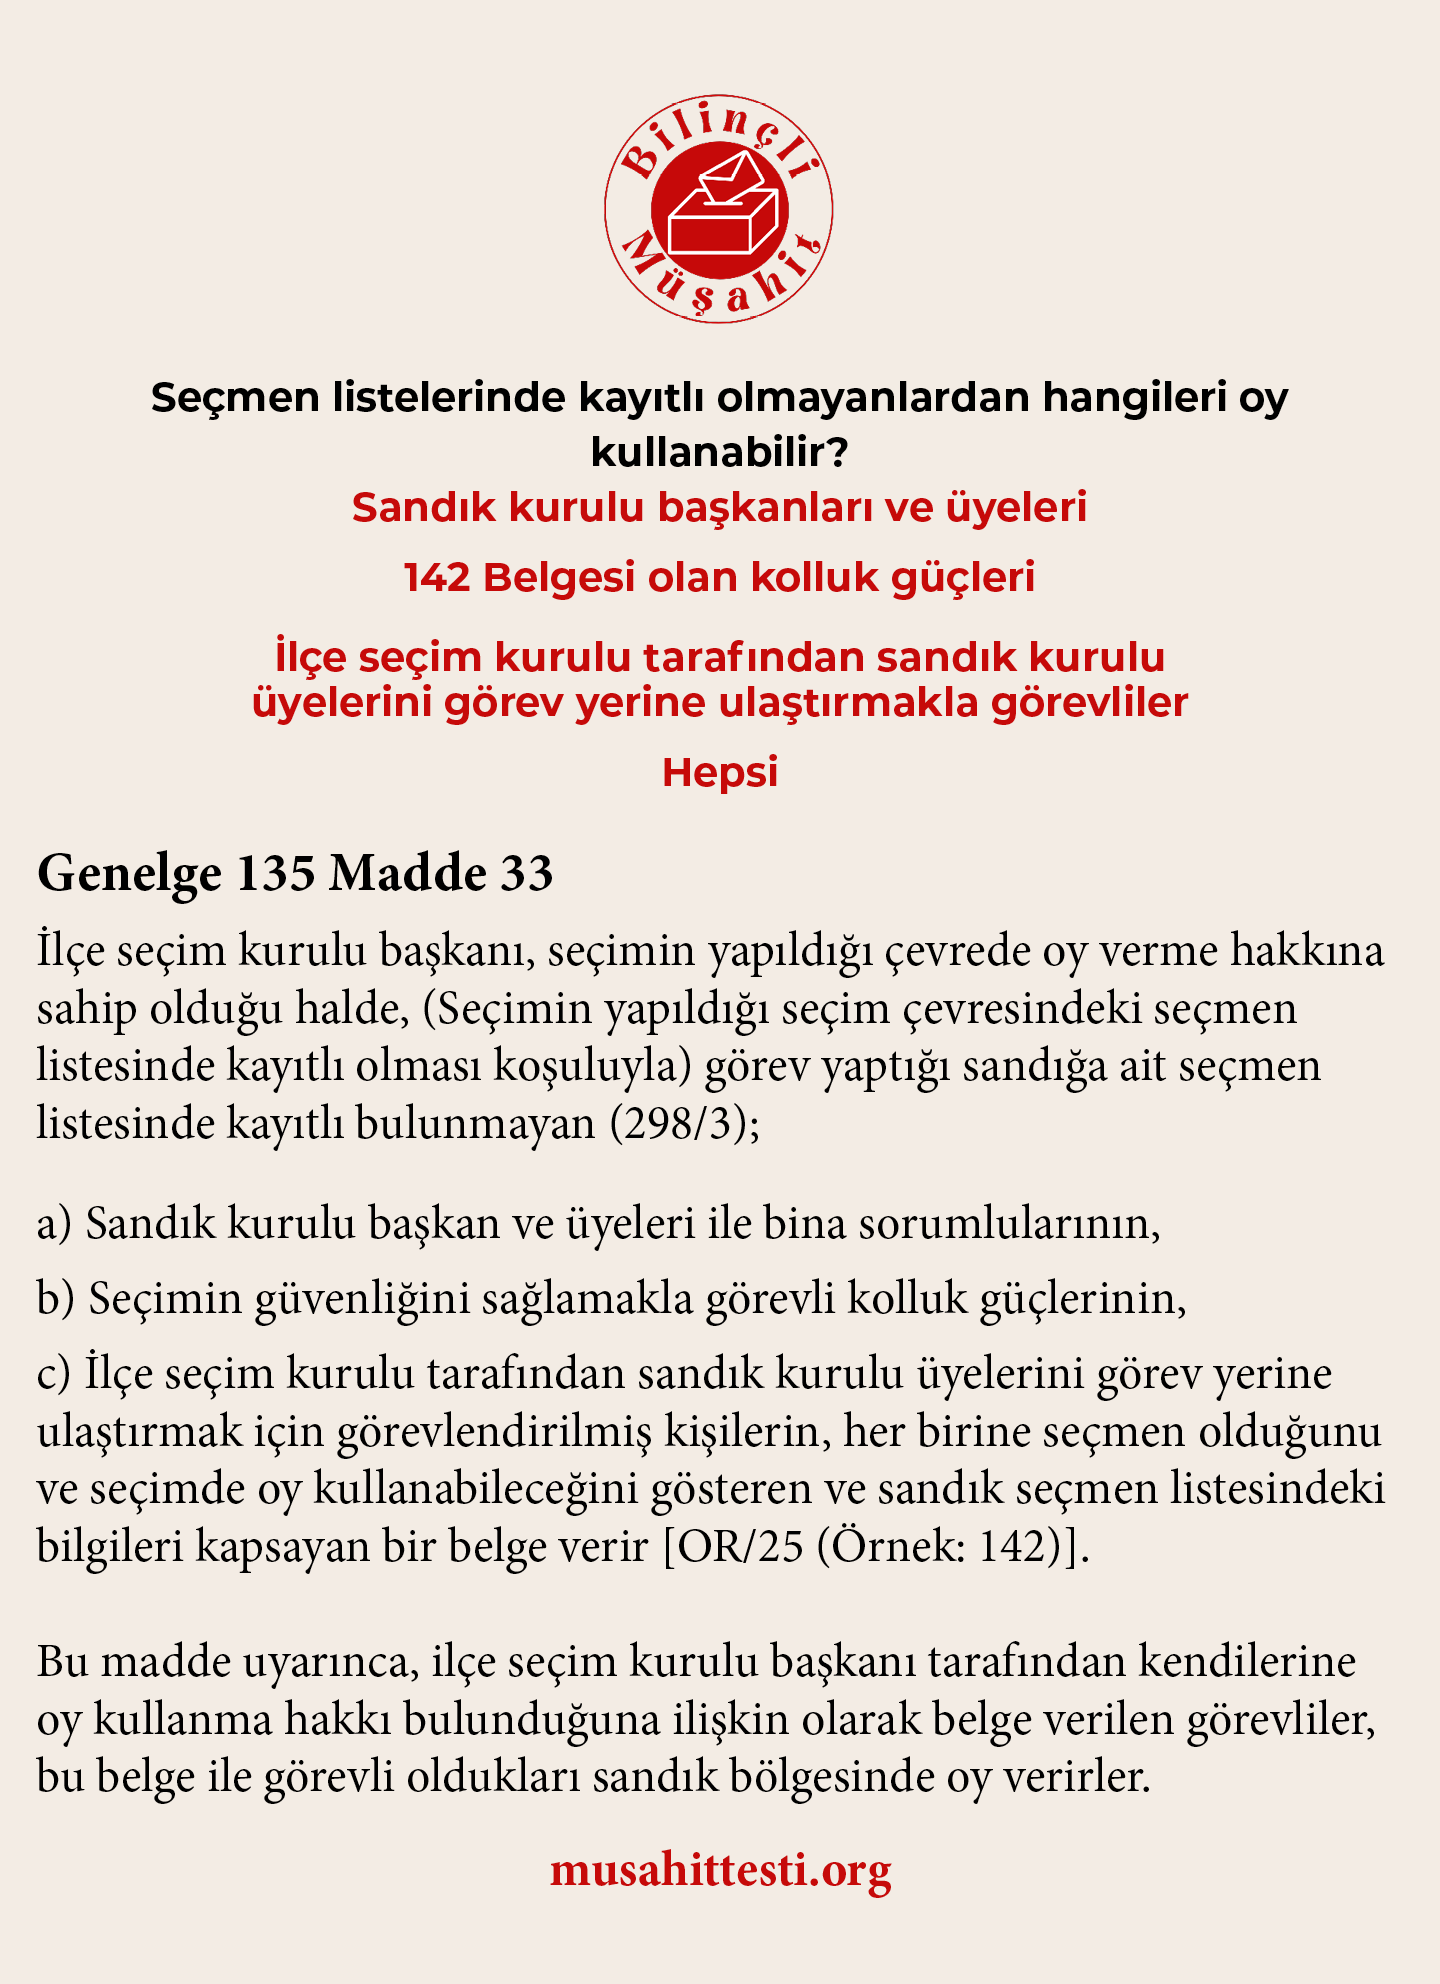 Bilinçli
Müşahit
Seçmen listelerinde kayıtlı olmayanlardan hangileri oy
kullanabilir?
Sandık kurulu başkanları ve üyeleri
142 Belgesi olan kolluk güçleri
İlçe seçim kurulu tarafından sandık kurulu
üyelerini görev yerine ulaştırmakla görevliler
Hepsi
Genelge 135 Madde 33
İlçe seçim kurulu başkanı, seçimin yapıldığı çevrede oy verme hakkına
sahip olduğu halde, (Seçimin yapıldığı seçim çevresindeki seçmen
listesinde kayıtlı olması koşuluyla) görev yaptığı sandığa ait seçmen
listesinde kayıtlı bulunmayan (298/3);
a) Sandık kurulu başkan ve üyeleri ile bina sorumlularının,
b) Seçimin güvenliğini sağlamakla görevli kolluk güçlerinin,
c) İlçe seçim kurulu tarafından sandık kurulu üyelerini görev yerine
ulaştırmak için görevlendirilmiş kişilerin, her birine seçmen olduğunu
ve seçimde oy kullanabileceğini gösteren ve sandık seçmen listesindeki
bilgileri kapsayan bir belge verir [OR/25 (Örnek: 142)].
Bu madde uyarınca, ilçe seçim kurulu başkanı tarafından kendilerine
oy kullanma hakkı bulunduğuna ilişkin olarak belge verilen görevliler,
bu belge ile görevli oldukları sandık bölgesinde oy verirler.
musahittesti.org